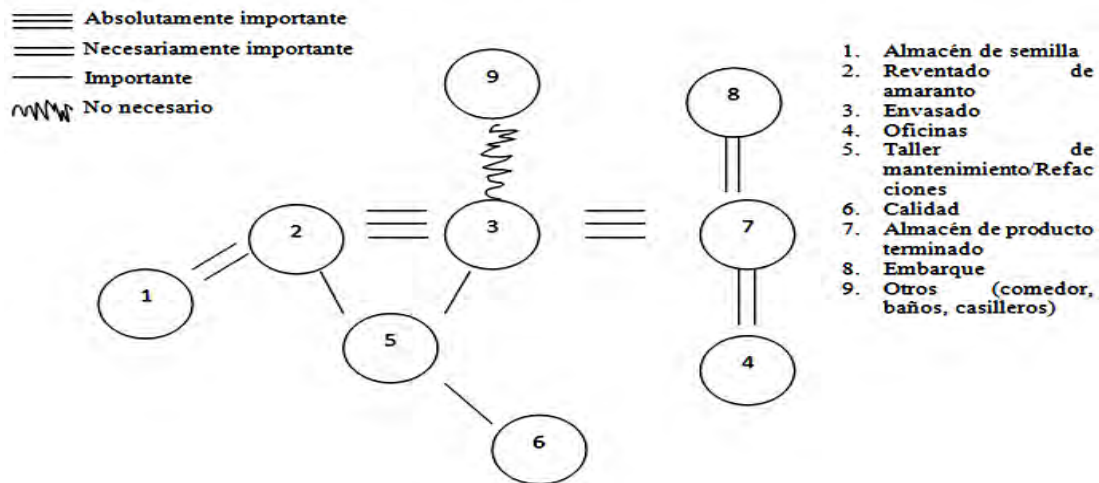 Absolutamente importante
Necesariamente importante
Importante
No necesario
9
8
2
3
7
1
5
4
6
1. Almacén de semilla
2. Reventado de
amaranto
3. Envasado
4. Oficinas
5. Taller de
mantenimiento/Refac
ciones
6. Calidad
7. Almacén de producto
terminado
8. Embarque
9. Otros (comedor,
baños, casilleros)